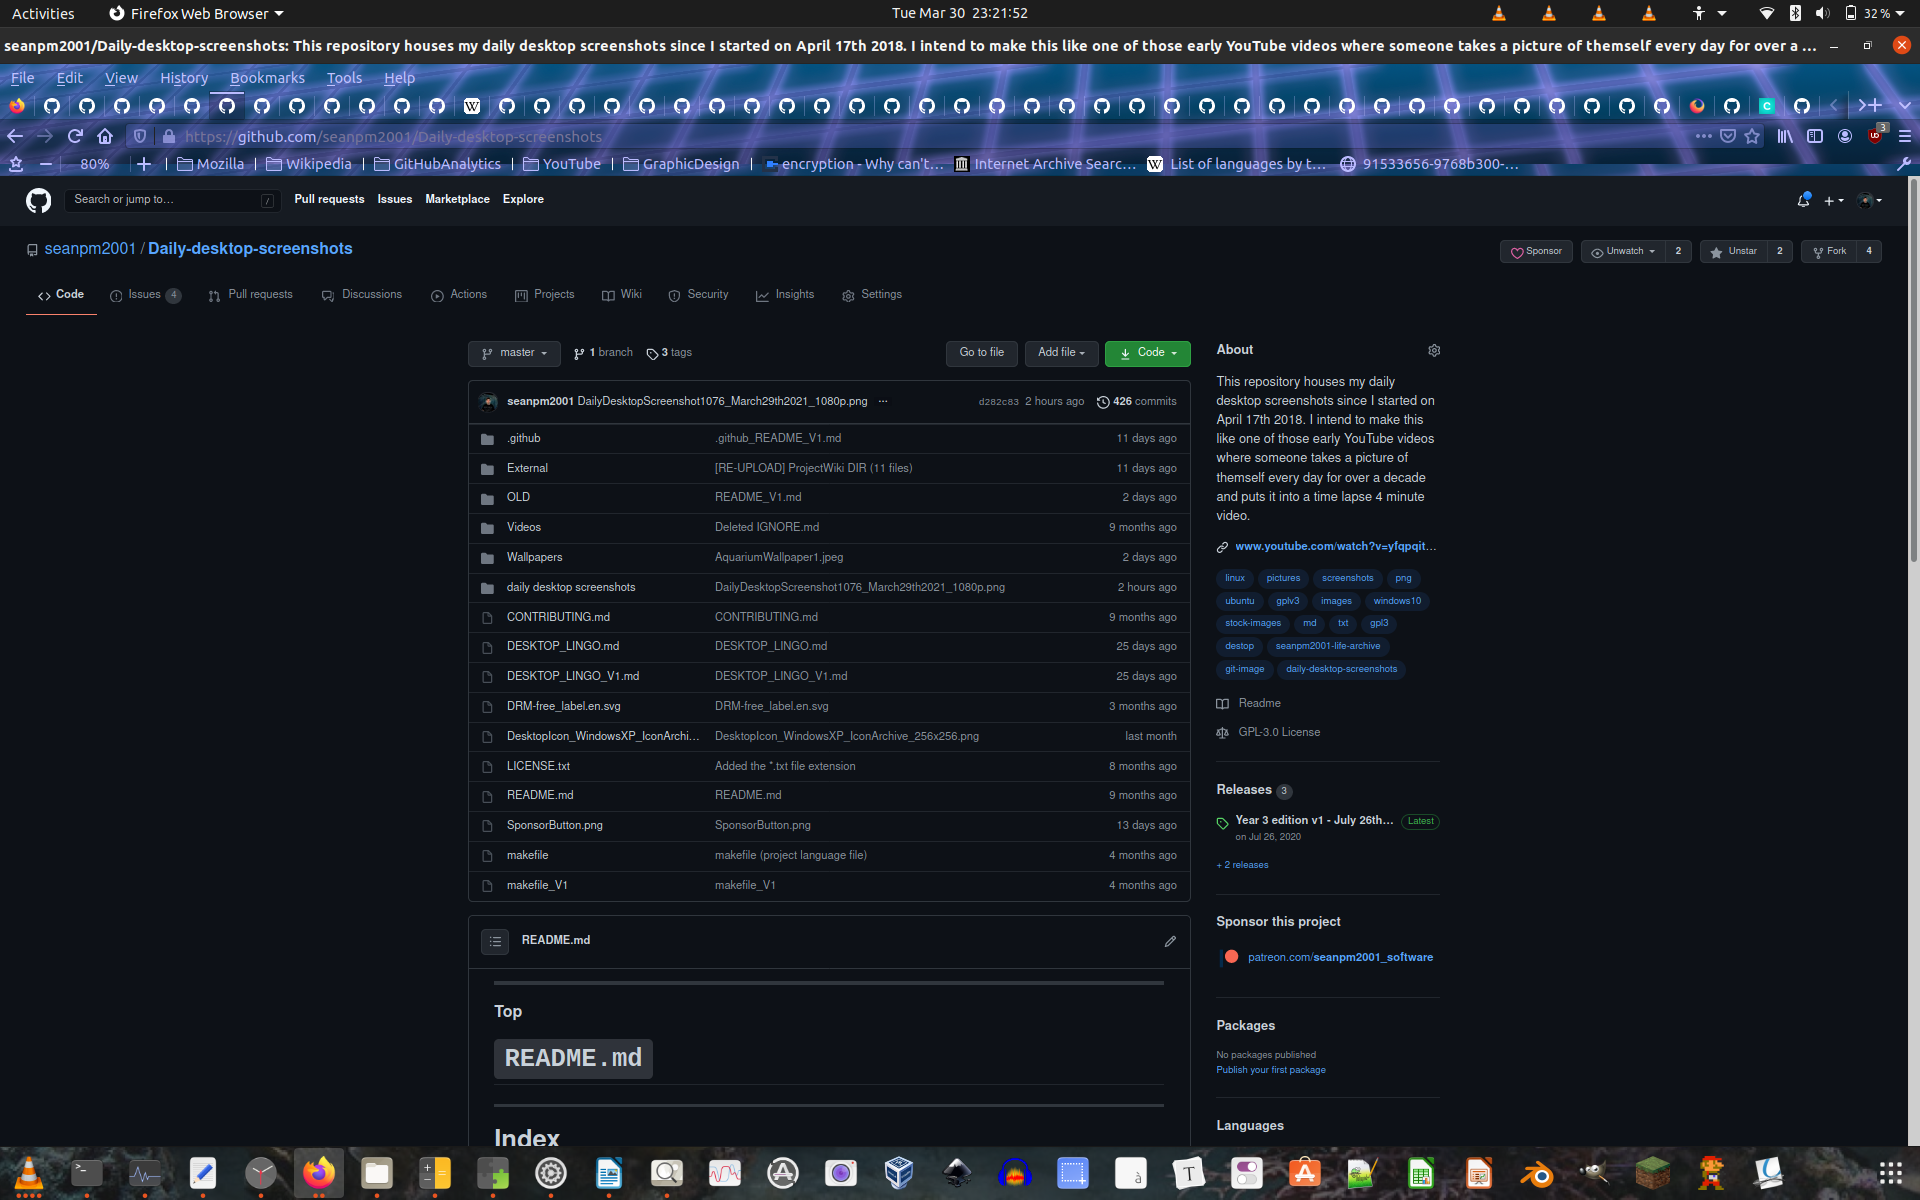 Activities Firefox Web Browser Tue Mar 30 23:21:52 32 %
seanpm2001/Daily-desktop-screenshots: This repository houses my daily desktop screenshots since I started on April 17th 2018. I intend to make this like one of those early YouTube videos where someone takes a picture of themself every day for over a ...
File Edit View History Bookmarks Tools Help
https://github.com/seanpm2001/Daily-desktop-screenshots 3
80% Mozilla Wikipedia GitHubAnalytics YouTube GraphicDesign encryption - Why can't... Internet Archive Searc... List of languages by t... 91533656-9768b300-...
Search or jump to... / Pull requests Issues Marketplace Explore
seanpm2001 / Daily-desktop-screenshots Sponsor Unwatch 2 Unstar 2 Fork 4
Code Issues 4 Pull requests Discussions Actions Projects Wiki Security Insights Settings
master 1 branch 3 tags Go to file Add file Code
seanpm2001 DailyDesktopScreenshot1076_March29th2021_1080p.png ... d282c83 2 hours ago 426 commits
.github .github_README_V1.md 11 days ago
External [RE-UPLOAD] ProjectWiki DIR (11 files) 11 days ago
OLD README_V1.md 2 days ago
Videos Deleted IGNORE.md 9 months ago
Wallpapers AquariumWallpaper1.jpeg 2 days ago
daily desktop screenshots DailyDesktopScreenshot1076_March29th2021_1080p.png 2 hours ago
CONTRIBUTING.md CONTRIBUTING.md 9 months ago
DESKTOP_LINGO.md DESKTOP_LINGO.md 25 days ago
DESKTOP_LINGO_V1.md DESKTOP_LINGO_V1.md 25 days ago
DRM-free_label.en.svg DRM-free_label.en.svg 3 months ago
DesktopIcon_WindowsXP_IconArchi... DesktopIcon_WindowsXP_IconArchive_256x256.png last month
LICENSE.txt Added the *.txt file extension 8 months ago
README.md README.md 9 months ago
SponsorButton.png SponsorButton.png 13 days ago
makefile makefile (project language file) 4 months ago
makefile_V1 makefile_V1 4 months ago
README.md
Top
README.md
Index
About
This repository houses my daily
desktop screenshots since I started on
April 17th 2018. I intend to make this
like one of those early YouTube videos
where someone takes a picture of
themself every day for over a decade
and puts it into a time lapse 4 minute
video.
www.youtube.com/watch?v=yfqpqit...
linux pictures screenshots png
ubuntu gplv3 images windows10
stock-images md txt gpl3
destop seanpm2001-life-archive
git-image daily-desktop-screenshots
Readme
GPL-3.0 License
Releases 3
Year 3 edition v1 - July 26th... Latest
on Jul 26, 2020
+ 2 releases
Sponsor this project
patreon.com/seanpm2001_software
Packages
No packages published
Publish your first package
Languages